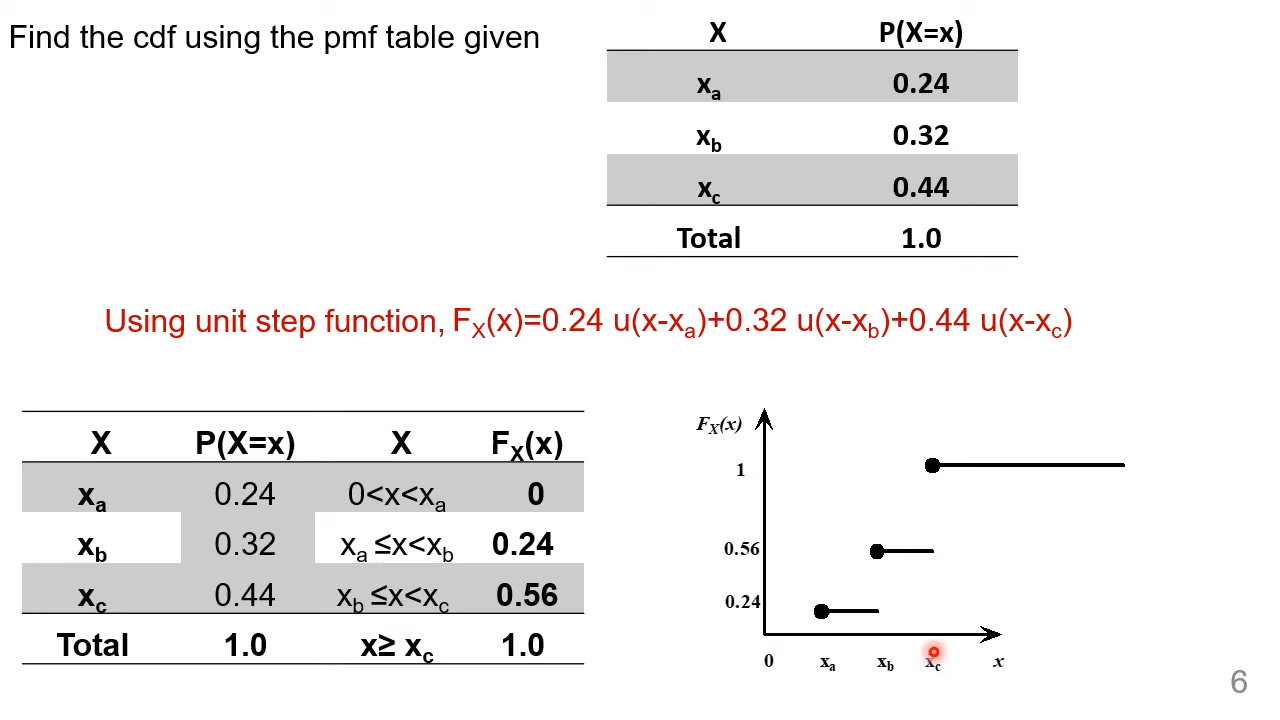 Find the cdf using the pmf table given
X P(X=x)
xa 0.24
xb 0.32
xc 0.44
Total 1.0
Using unit step function, FX(x)=0.24 u(x-xa)+0.32 u(x-xb)+0.44 u(x-xc)
X P(X=x) X FX(x)
xa 0.24 0<x<xa 0
xb 0.32 xa ≤x<xb 0.24
xc 0.44 xb ≤x<xc 0.56
Total 1.0 x≥ xc 1.0
FX(x)
1
0.56
0.24
0 xa xb xc x
6